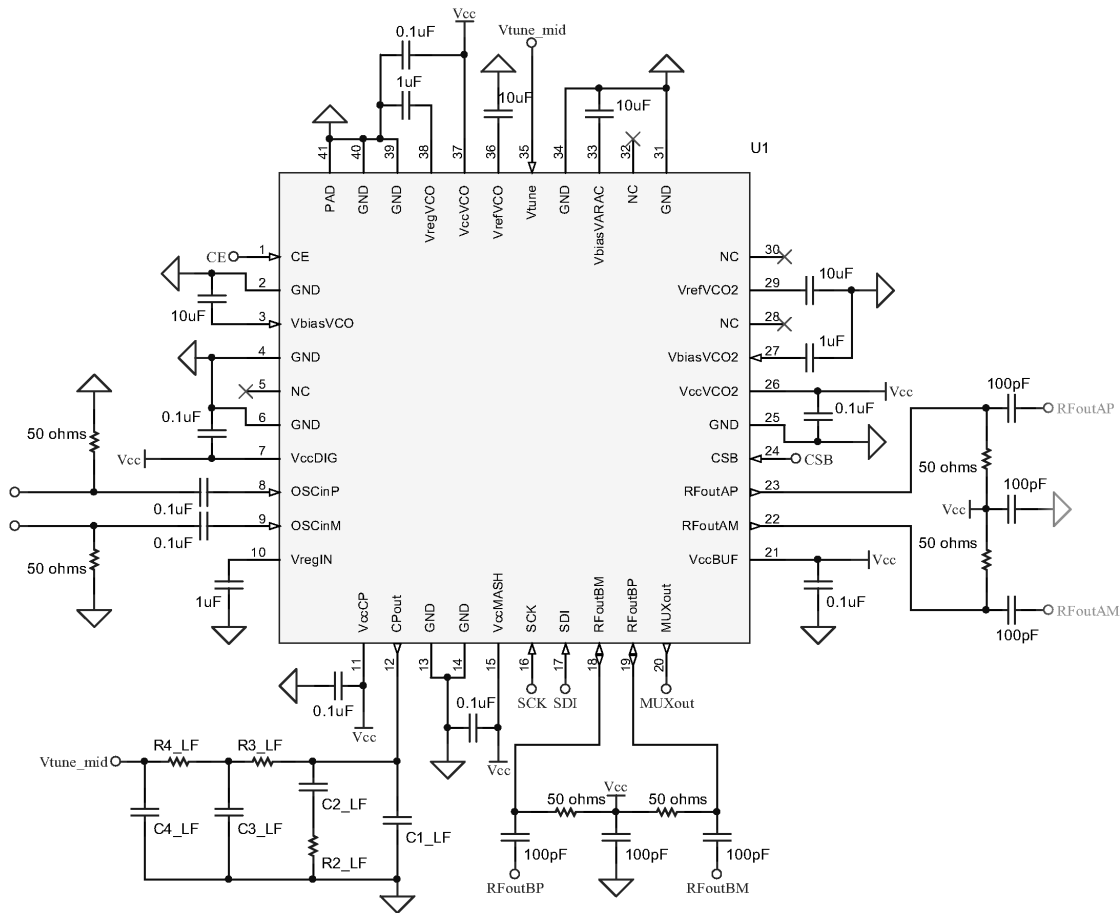 Vcc
0.1uF
Vtune_mid
1uF
10uF
10uF
41
40
39
38
37
36
35
34
33
32
31
U1
PAD
GND
GND
VregVCO
VccVCO
VrefVCO
Vtune
GND
VbiasVARAC
NC
GND
CE
1
CE
NC
30
2
GND
VrefVCO2
29
10uF
10uF
3
VbiasVCO
NC
28
4
GND
VbiasVCO2
27
1uF
5
NC
VccVCO2
26
Vcc
100pF
RFoutAP
0.1uF
6
GND
GND
25
0.1uF
50 ohms
Vcc
7
VccDIG
CSB
24
CSB
50 ohms
8
OSCinP
RFoutAP
23
100pF
0.1uF
Vcc
9
OSCinM
RFoutAM
22
0.1uF
50 ohms
50 ohms
10
VregIN
VccBUF
21
Vcc
1uF
0.1uF
RFoutAM
100pF
VccCP
CPout
GND
GND
VccMASH
SCK
SDI
RFoutBM
RFoutBP
MUXout
11
12
13
14
15
16
17
18
19
20
0.1uF
0.1uF
SCK
SDI
MUXout
Vcc
Vcc
Vtune_mid
R4_LF
R3_LF
C2_LF
C4_LF
C3_LF
C1_LF
R2_LF
Vcc
50 ohms
50 ohms
100pF
100pF
100pF
RFoutBP
RFoutBM